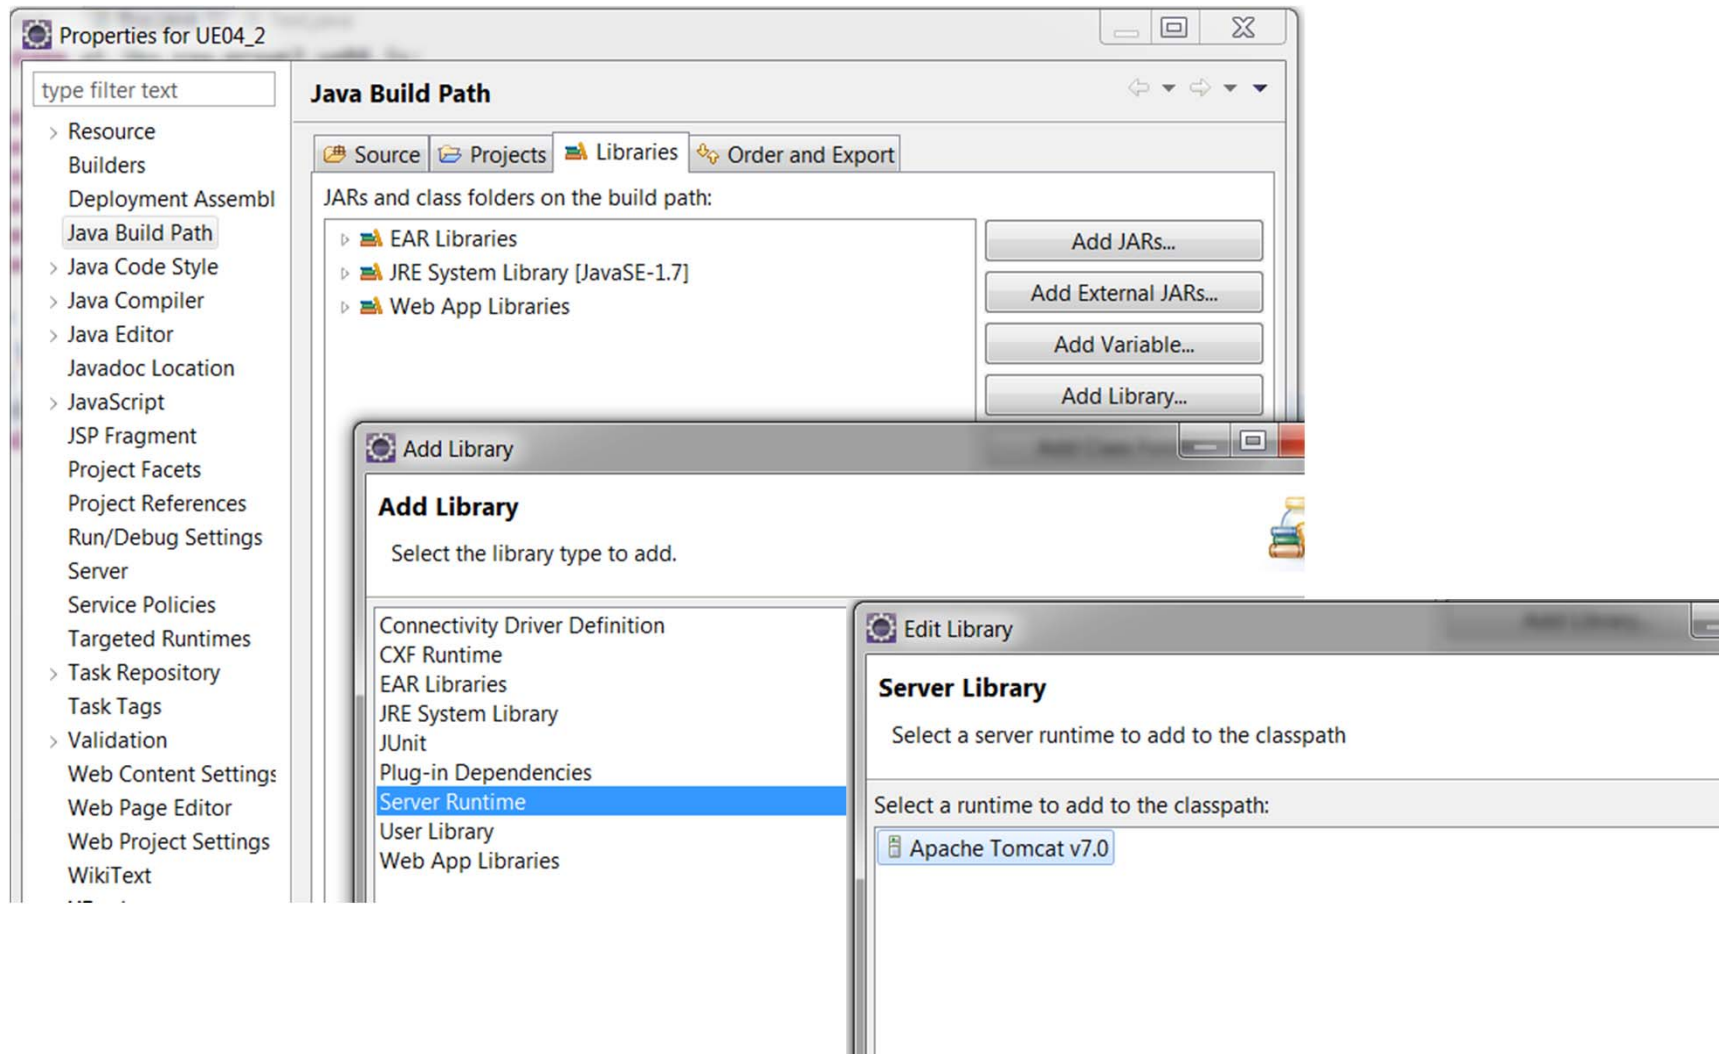 Properties for UE04_2
type filter text
Resource
Builders
Deployment Assembl
Java Build Path
Java Code Style
Java Compiler
Java Editor
Javadoc Location
JavaScript
JSP Fragment
Project Facets
Project References
Run/Debug Settings
Server
Service Policies
Targeted Runtimes
Task Repository
Task Tags
Validation
Web Content Settings
Web Page Editor
Web Project Settings
WikiText
Java Build Path
Source Projects Libraries Order and Export
JARs and class folders on the build path:
EAR Libraries
JRE System Library [JavaSE-1.7]
Web App Libraries
Add JARs...
Add External JARs...
Add Variable...
Add Library...
Add Library
Add Library
Select the library type to add.
Connectivity Driver Definition
CXF Runtime
EAR Libraries
JRE System Library
JUnit
Plug-in Dependencies
Server Runtime
User Library
Web App Libraries
Edit Library
Server Library
Select a server runtime to add to the classpath
Select a runtime to add to the classpath:
Apache Tomcat v7.0